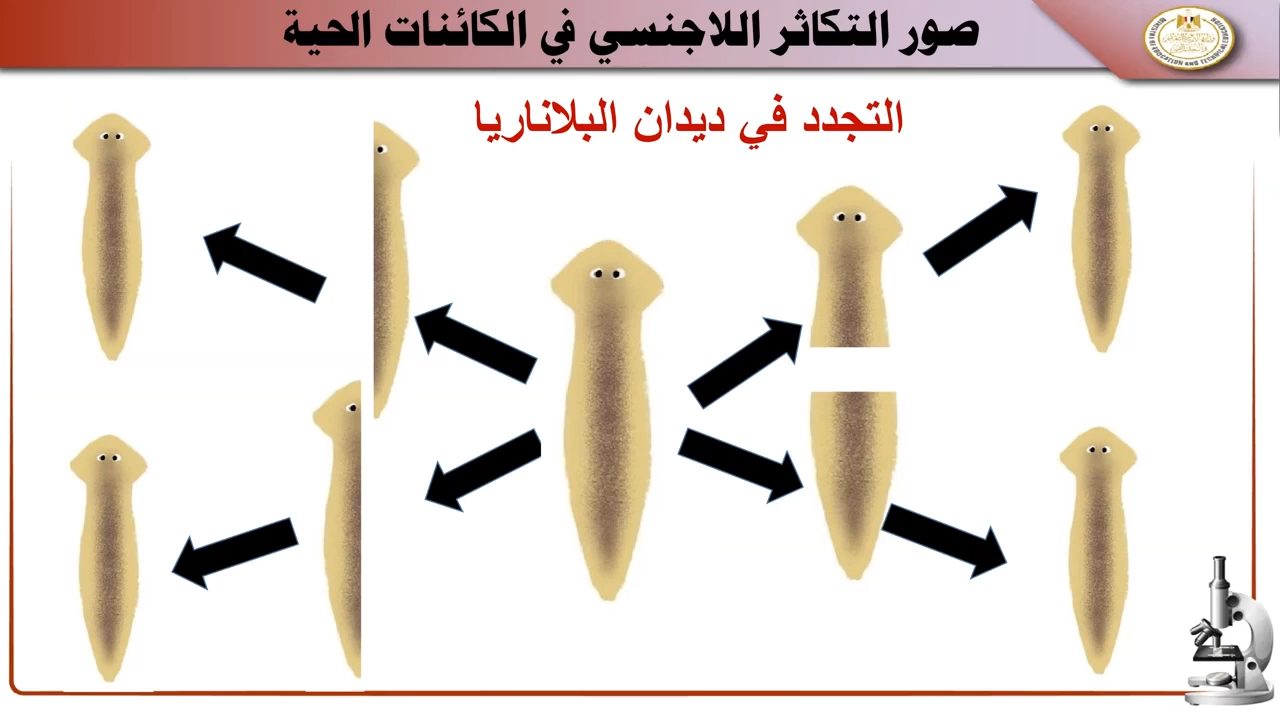 صور التكاثر اللاجنسي في الكائنات الحية
التجدد في ديدان البلاناريا